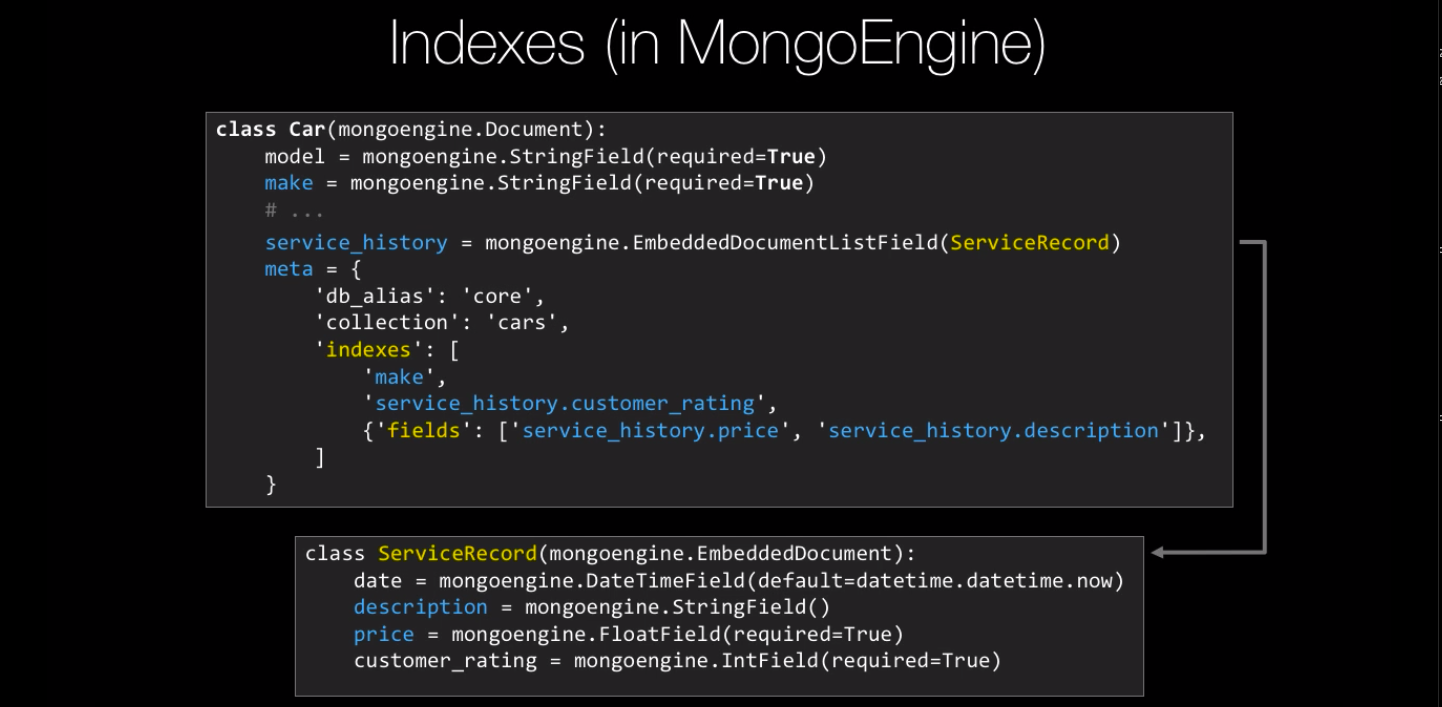 Indexes (in MongoEngine)
class Car(mongoengine.Document):
    model = mongoengine.StringField(required=True)
    make = mongoengine.StringField(required=True)
    # ...
    service_history = mongoengine.EmbeddedDocumentListField(ServiceRecord)
    meta = {
        'db_alias': 'core',
        'collection': 'cars',
        'indexes': [
            'make',
            'service_history.customer_rating',
            {'fields': ['service_history.price', 'service_history.description']},
        ]
    }
class ServiceRecord(mongoengine.EmbeddedDocument):
    date = mongoengine.DateTimeField(default=datetime.datetime.now)
    description = mongoengine.StringField()
    price = mongoengine.FloatField(required=True)
    customer_rating = mongoengine.IntField(required=True)